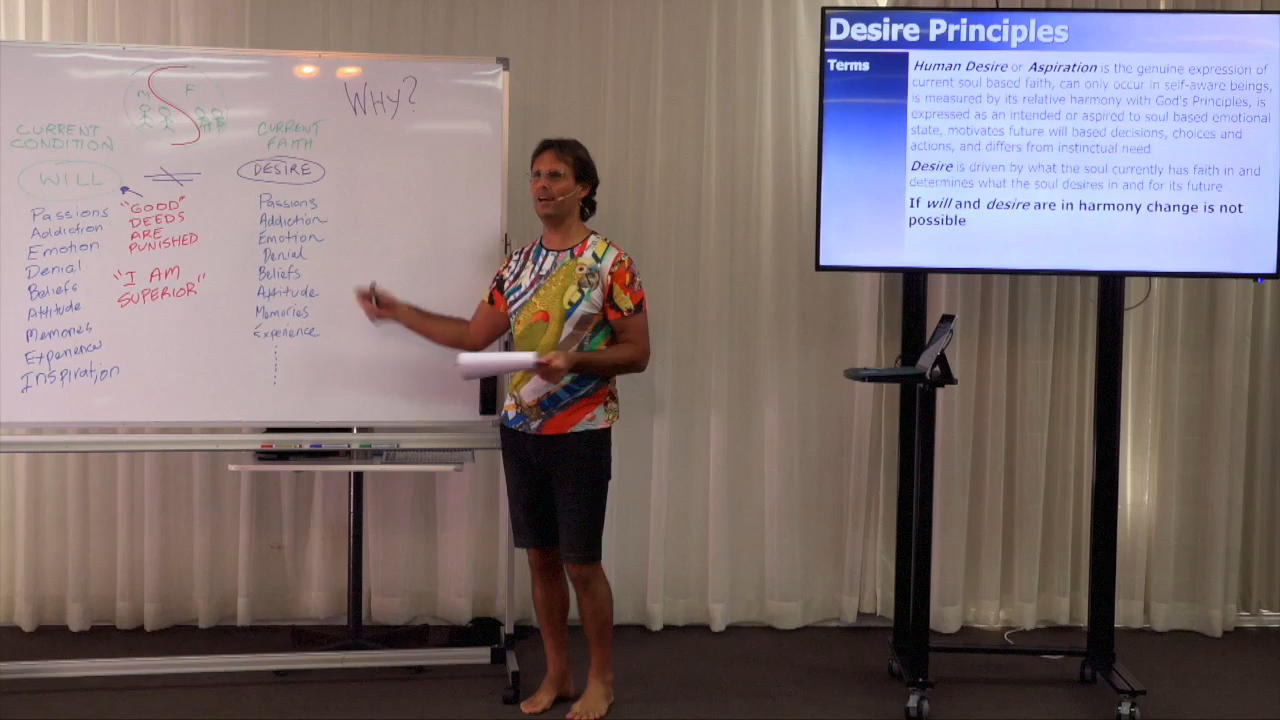 WHY?
M
F
S
CURRENT
CONDITION
WILL
Passions
Addiction
Emotion
Denial
Beliefs
Attitude
Memories
Experience
Inspiration
"GOOD"
DEEDS
ARE
PUNISHED
"I AM
SUPERIOR"
CURRENT
FAITH
DESIRE
Passions
Addiction
Emotion
Denial
Beliefs
Attitude
Memories
Experience
Desire Principles
Terms
Human Desire or Aspiration is the genuine expression of
current soul based faith, can only occur in self-aware beings,
is measured by its relative harmony with God's Principles, is
expressed as an intended or aspired to soul based emotional
state, motivates future will based decisions, choices and
actions, and differs from instinctual need
Desire is driven by what the soul currently has faith in and
determines what the soul desires in and for its future
If will and desire are in harmony change is not
possible